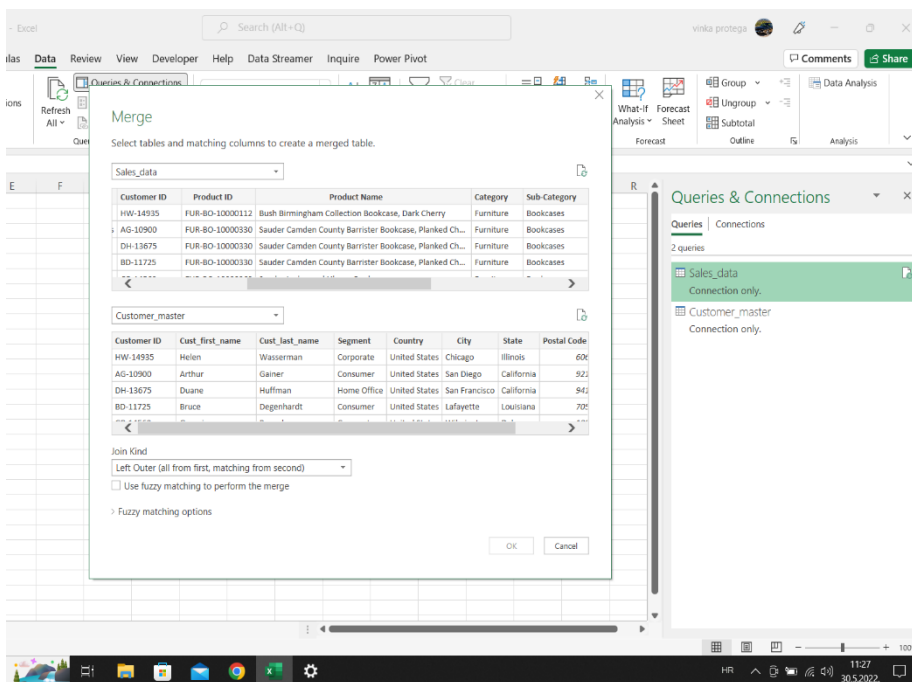 - Excel
Search (Alt+Q)
vinka protega
Data Review View Developer Help Data Streamer Inquire Power Pivot
Comments Share
Queries & Connections
Clear
Refresh
All
What-If
Analysis
Forecast
Sheet
Group
Ungroup
Subtotal
Data Analysis
Forecast
Outline
Analysis
Merge
Select tables and matching columns to create a merged table.
Sales_data
Customer ID Product ID Product Name Category Sub-Category
HW-14935 FUR-BO-10000112 Bush Birmingham Collection Bookcase, Dark Cherry Furniture Bookcases
AG-10900 FUR-BO-10000330 Sauder Camden County Barrister Bookcase, Planked Ch... Furniture Bookcases
DH-13675 FUR-BO-10000330 Sauder Camden County Barrister Bookcase, Planked Ch... Furniture Bookcases
BD-11725 FUR-BO-10000330 Sauder Camden County Barrister Bookcase, Planked Ch... Furniture Bookcases
Customer_master
Customer ID Cust_first_name Cust_last_name Segment Country City State Postal Code
HW-14935 Helen Wasserman Corporate United States Chicago Illinois
AG-10900 Arthur Gainer Consumer United States San Diego California
DH-13675 Duane Huffman Home Office United States San Francisco California
BD-11725 Bruce Degenhardt Consumer United States Lafayette Louisiana
Join Kind
Left Outer (all from first, matching from second)
Use fuzzy matching to perform the merge
Fuzzy matching options
OK Cancel
E F R
Queries & Connections
Queries Connections
2 queries
Sales_data
Connection only.
Customer_master
Connection only.
HR
11:27
30.5.2022.